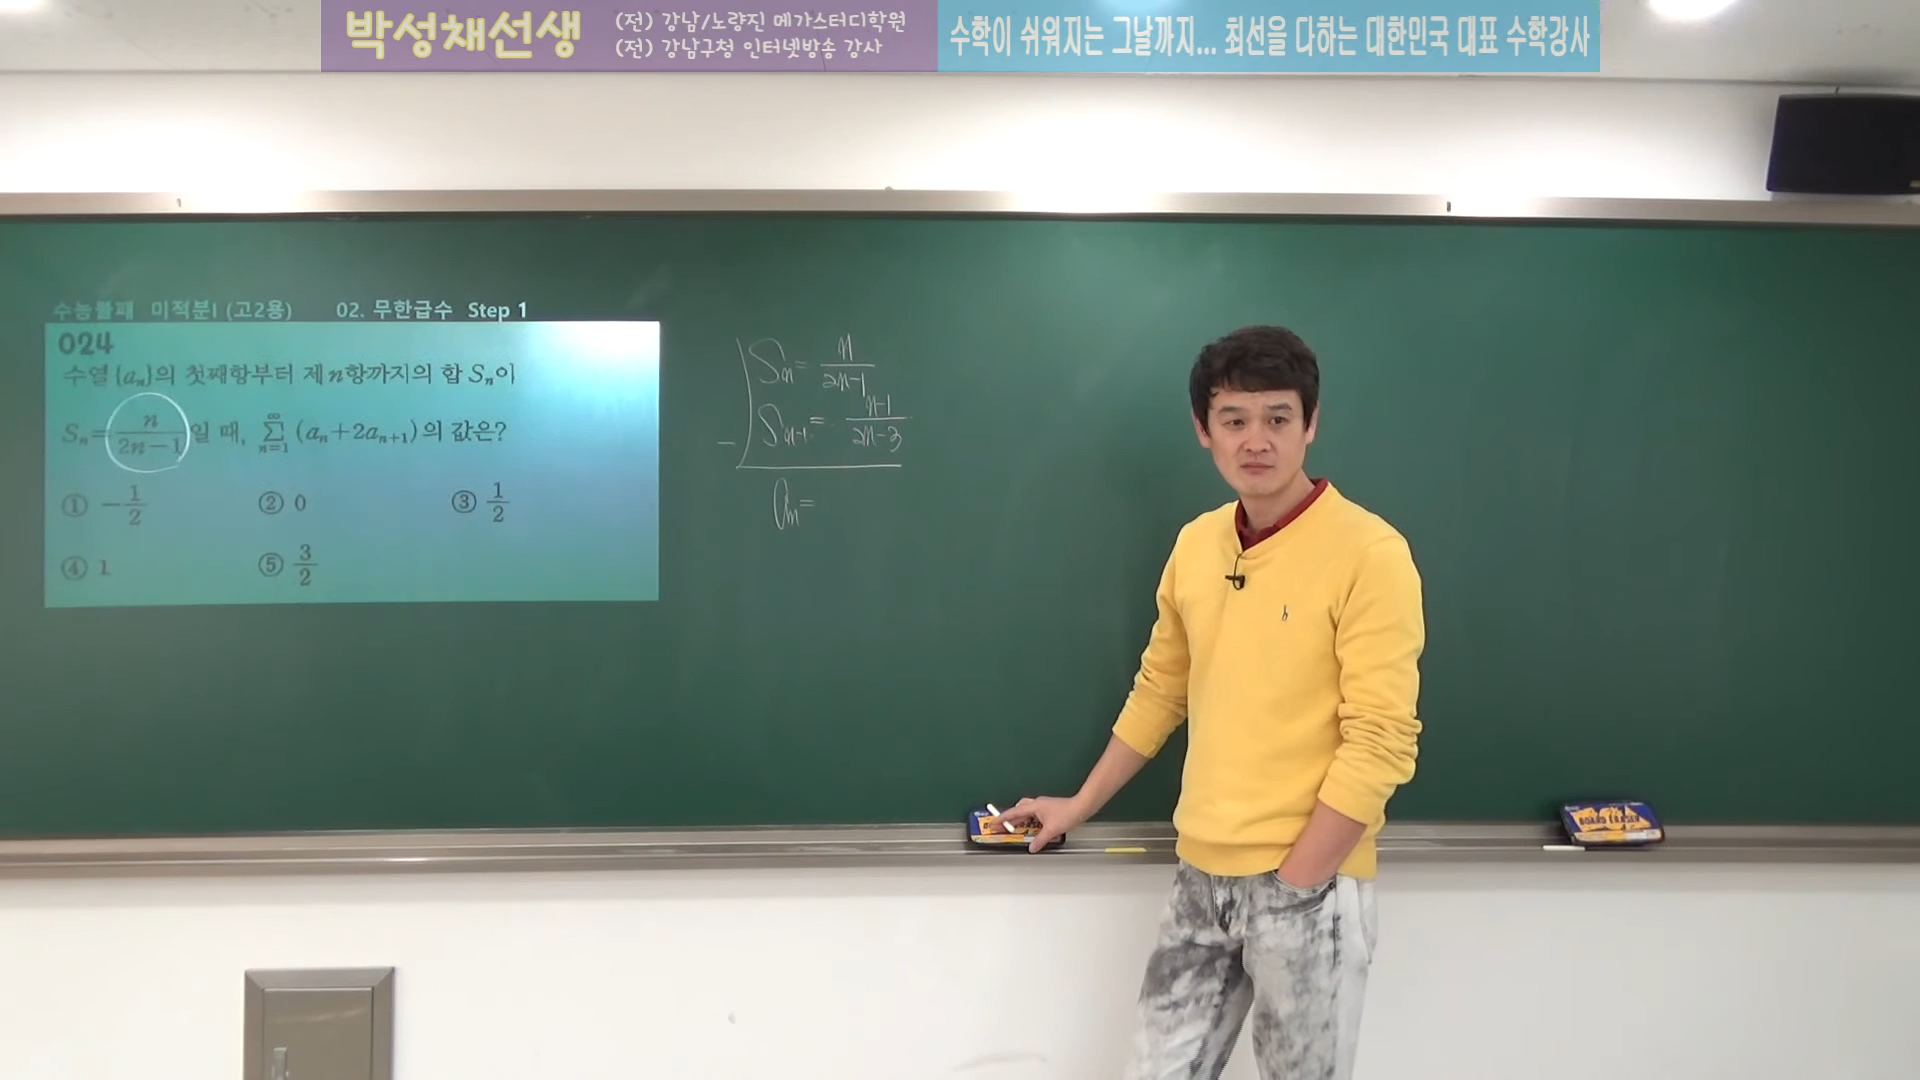 박성채선생
(전) 강남/노량진 메가스터디학원
(전) 강남구청 인터넷방송 강사
수학이 쉬워지는 그날까지... 최선을 다하는 대한민국 대표 수학강사
수능불패 미적분I (고2용) 02. 무한급수 Step 1
024
수열 {aₙ}의 첫째항부터 제n항까지의 합 Sₙ이
Sₙ = n/(2n-1) 일 때, ∑_{n=1}^{∞} (aₙ+2aₙ₊₁)의 값은?
① -1/2 ② 0 ③ 1/2
④ 1 ⑤ 3/2
Sₙ = n/(2n-1)
- Sₙ₋₁ = (n-1)/(2n-3)
aₙ =
BOARD ERASER
BOARD ERASER